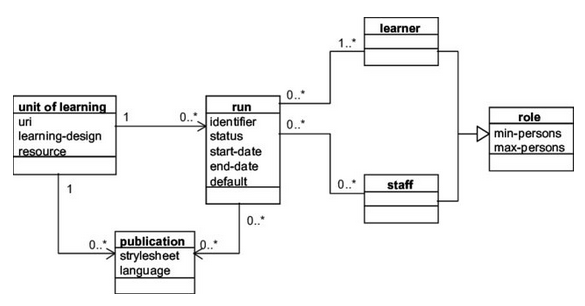 learner
1..*
unit of learning
uri
learning-design
resource
1
0..*
run
identifier
status
start-date
end-date
default
0..*
0..*
role
min-persons
max-persons
0..*
staff
1
0..*
0..*
publication
strylesheet
language
0..*